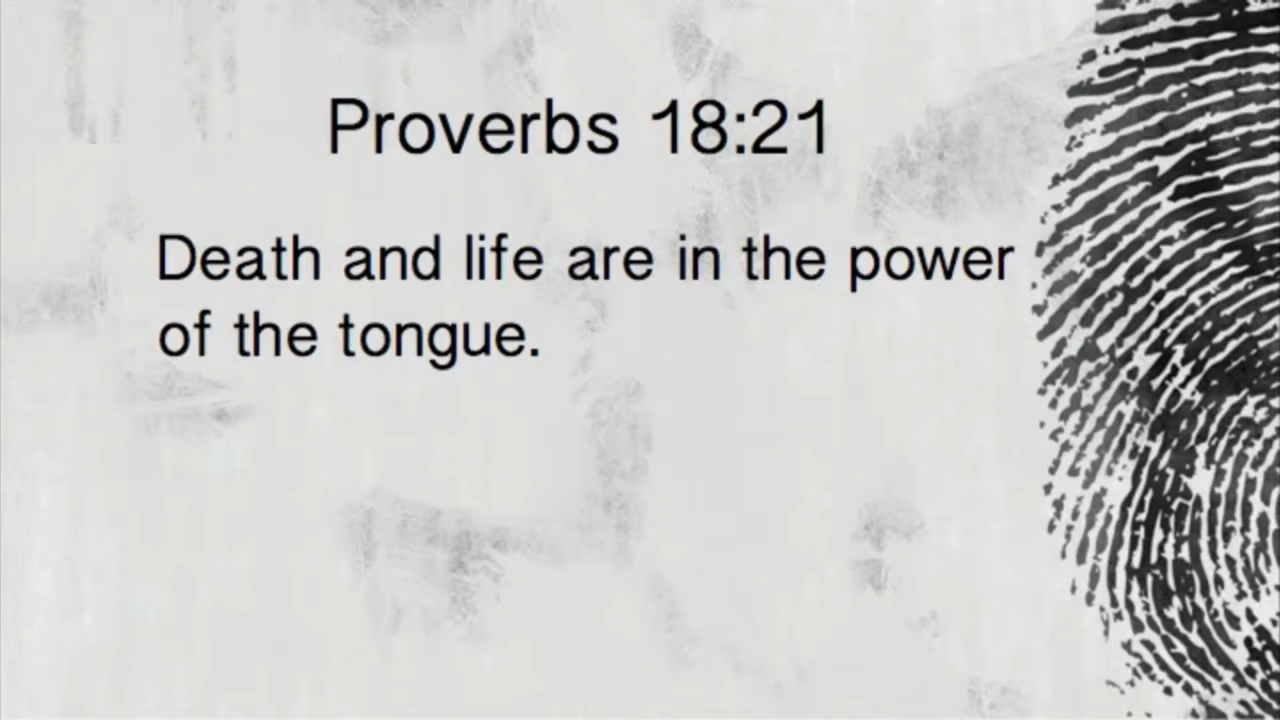 Proverbs 18:21
Death and life are in the power
of the tongue.